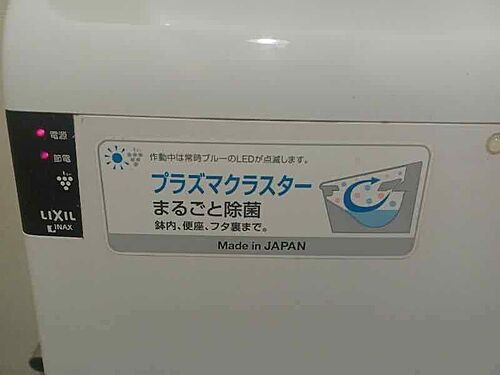 電源
節電
LIXIL
INAX
作動中は常時ブルーのLEDが点滅します。
プラズマクラスター
まるごと除菌
鉢内、便座、フタ裏まで。
Made in JAPAN